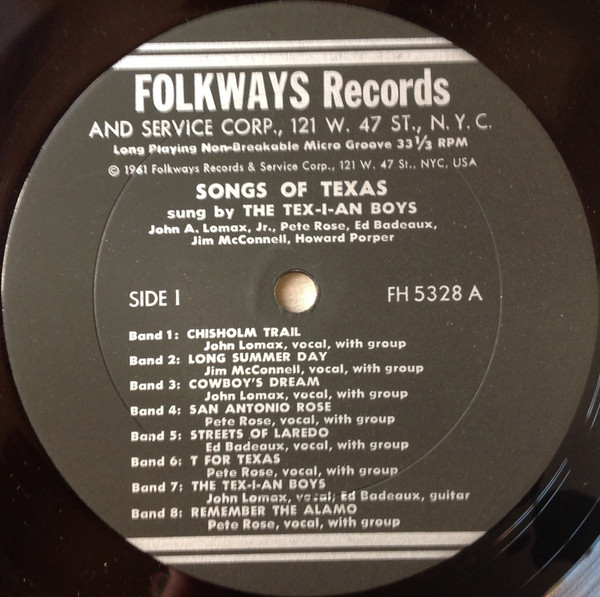 FOLKWAYS Records
AND SERVICE CORP., 121 W. 47 ST., N. Y. C.
Long Playing Non-Breakable Micro Groove 33 1/3 RPM
© 1961 Folkways Records & Service Corp., 121 W. 47 St., NYC, USA
SONGS OF TEXAS
sung by THE TEX-I-AN BOYS
John A. Lomax, Jr., Pete Rose, Ed Badeaux,
Jim McConnell, Howard Porper
SIDE I FH 5328 A
Band 1: CHISHOLM TRAIL
John Lomax, vocal, with group
Band 2: LONG SUMMER DAY
Jim McConnell, vocal, with group
Band 3: COWBOY'S DREAM
John Lomax, vocal, with group
Band 4: SAN ANTONIO ROSE
Pete Rose, vocal, with group
Band 5: STREETS OF LAREDO
Ed Badeaux, vocal, with group
Band 6: T FOR TEXAS
Pete Rose, vocal, with group
Band 7: THE TEX-I-AN BOYS
John Lomax, vocal; Ed Badeaux, guitar
Band 8: REMEMBER THE ALAMO
Pete Rose, vocal, with group